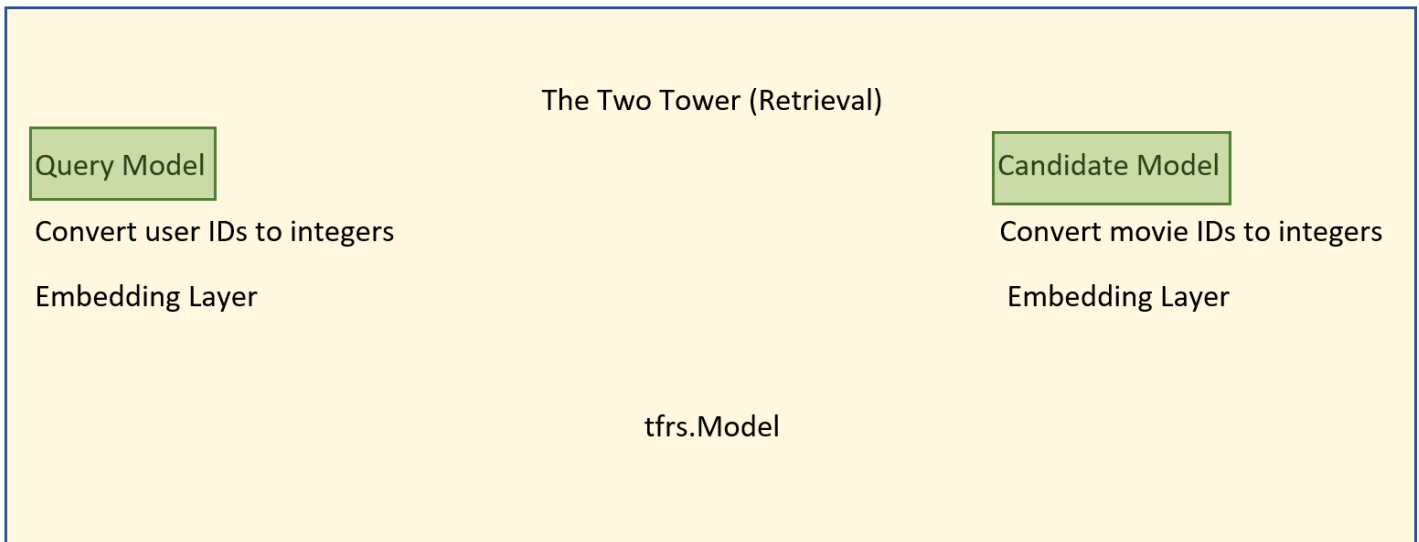 The Two Tower (Retrieval)
Query Model
Candidate Model
Convert user IDs to integers
Convert movie IDs to integers
Embedding Layer
Embedding Layer
tfrs.Model